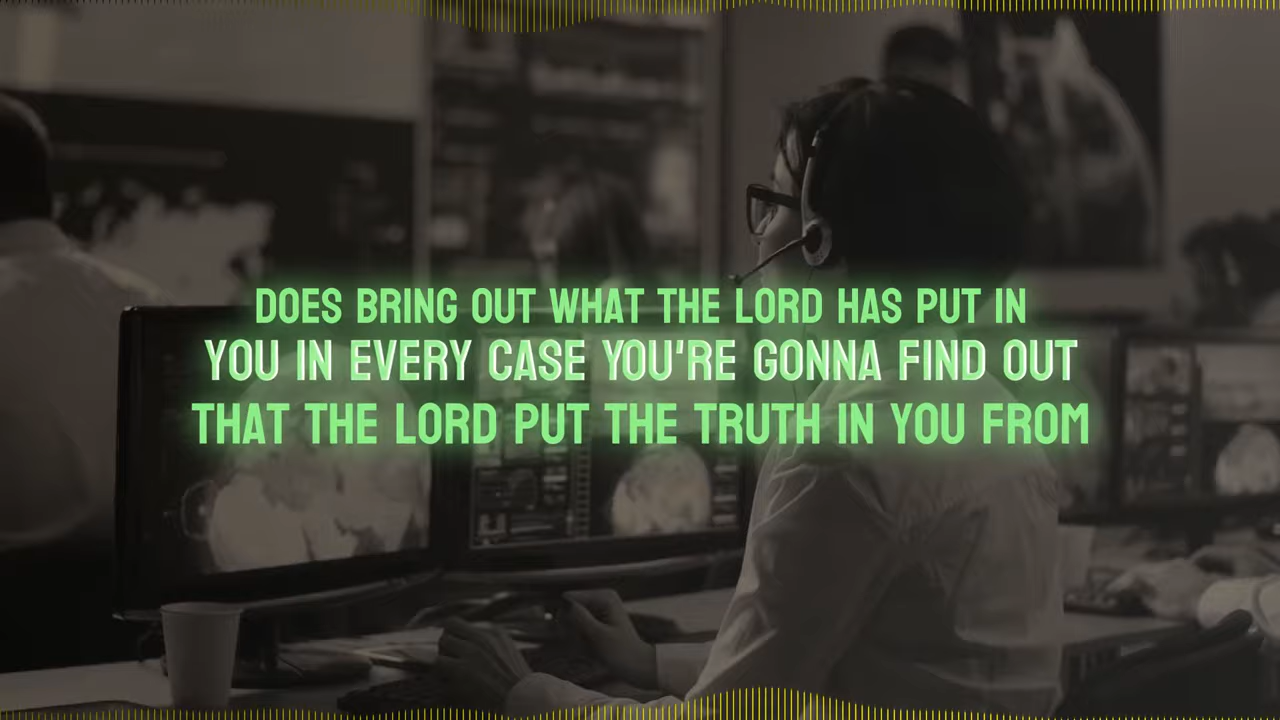 DOES BRING OUT WHAT THE LORD HAS PUT IN
YOU IN EVERY CASE YOU'RE GONNA FIND OUT
THAT THE LORD PUT THE TRUTH IN YOU FROM